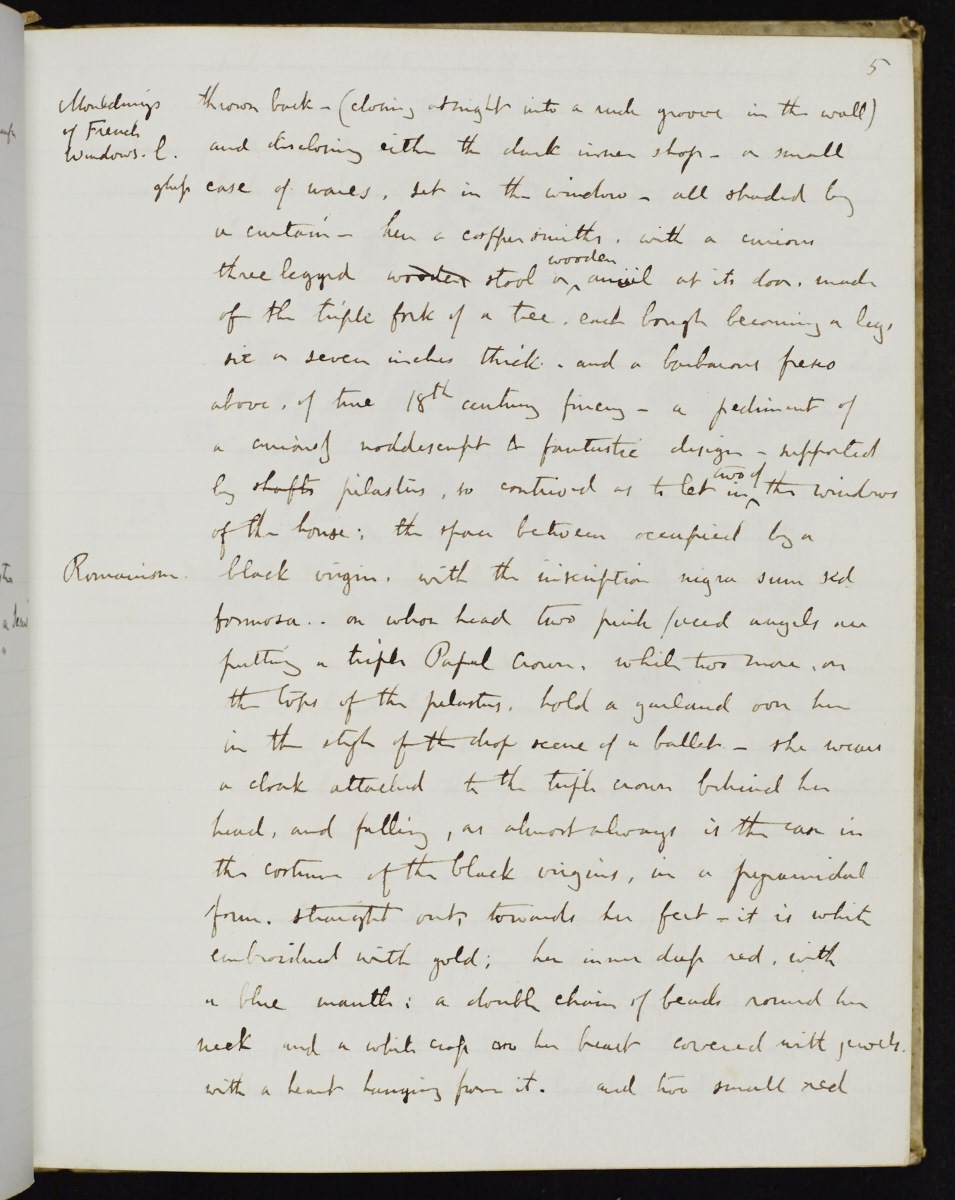 5
Mouldings
of French
windows.
thrown back - (closing at night into a groove in the wall)
and disclosing either the dark inner shop - or small
glass case of wares, set in the window - all shaded by
a curtain - here a coppersmiths, with a curious
three legged wooden stool or wooden anvil at its door, made
of the triple fork of a tree, each bough becoming a leg,
six or seven inches thick - and a barbarous fresco
above, of true 18th century finery - a pediment of
a curiously noddescript & fantastic design - supported
by shafts pilasters, so contrived as to let in two of the windows
of the house; the space between occupied by a
Romanism.
black virgin, with the inscription nigra sum sed
formosa .. on whose head two pink faced angels are
putting a triple Papal crown, while two more, on
the tops of the pilasters, hold a garland over her
in the style of the drop scene of a ballet - she wears
a cloak attached to the triple crown behind her
head, and falling, as almost always is the case in
the costume of the black virgins, in a pyramidal
form, straight out, towards her feet - it is white
embroidered with gold; her inner deep red, with
a blue mantle: a double chain of beads round her
neck and a white cross on her breast covered with jewels.
with a heart hanging from it. and two small red